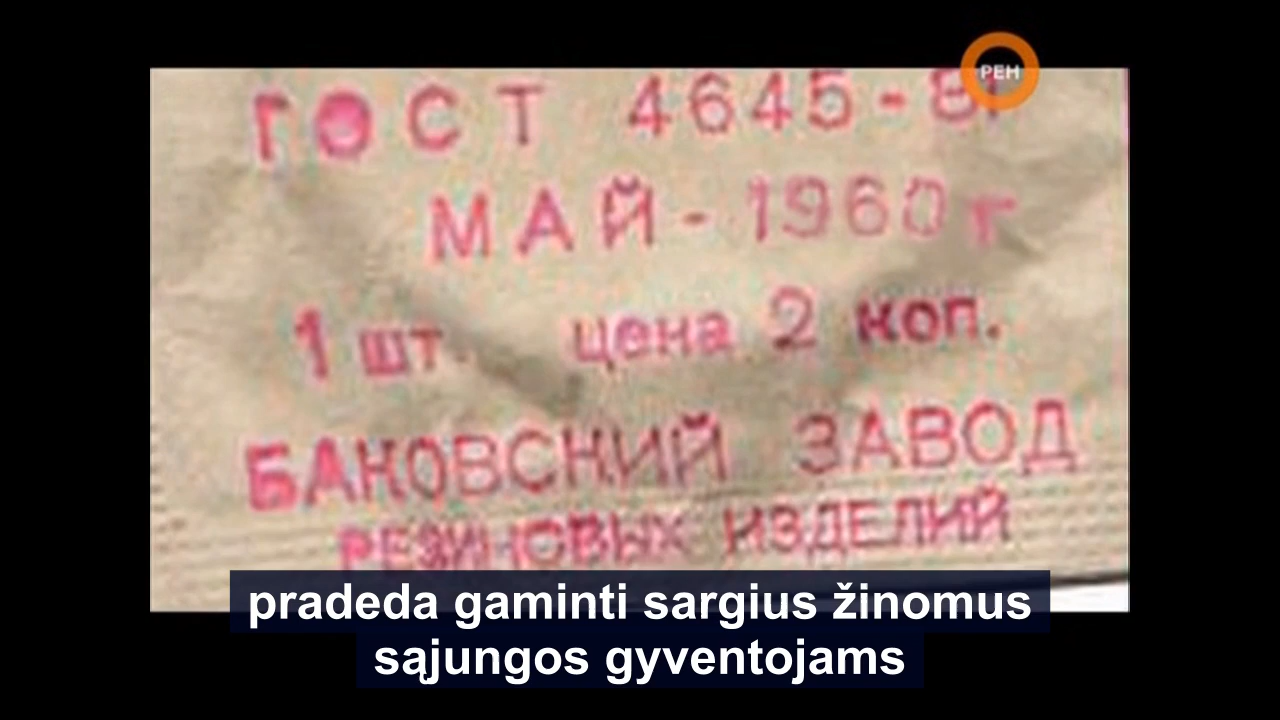 РЕН
ГОСТ 4645-8
МАЙ - 1960 г
1 шт. цена 2 коп.
БАКОВСКИЙ ЗАВОД
РЕЗИНОВЫХ ИЗДЕЛИЙ
pradeda gaminti sargius žinomus
sąjungos gyventojams